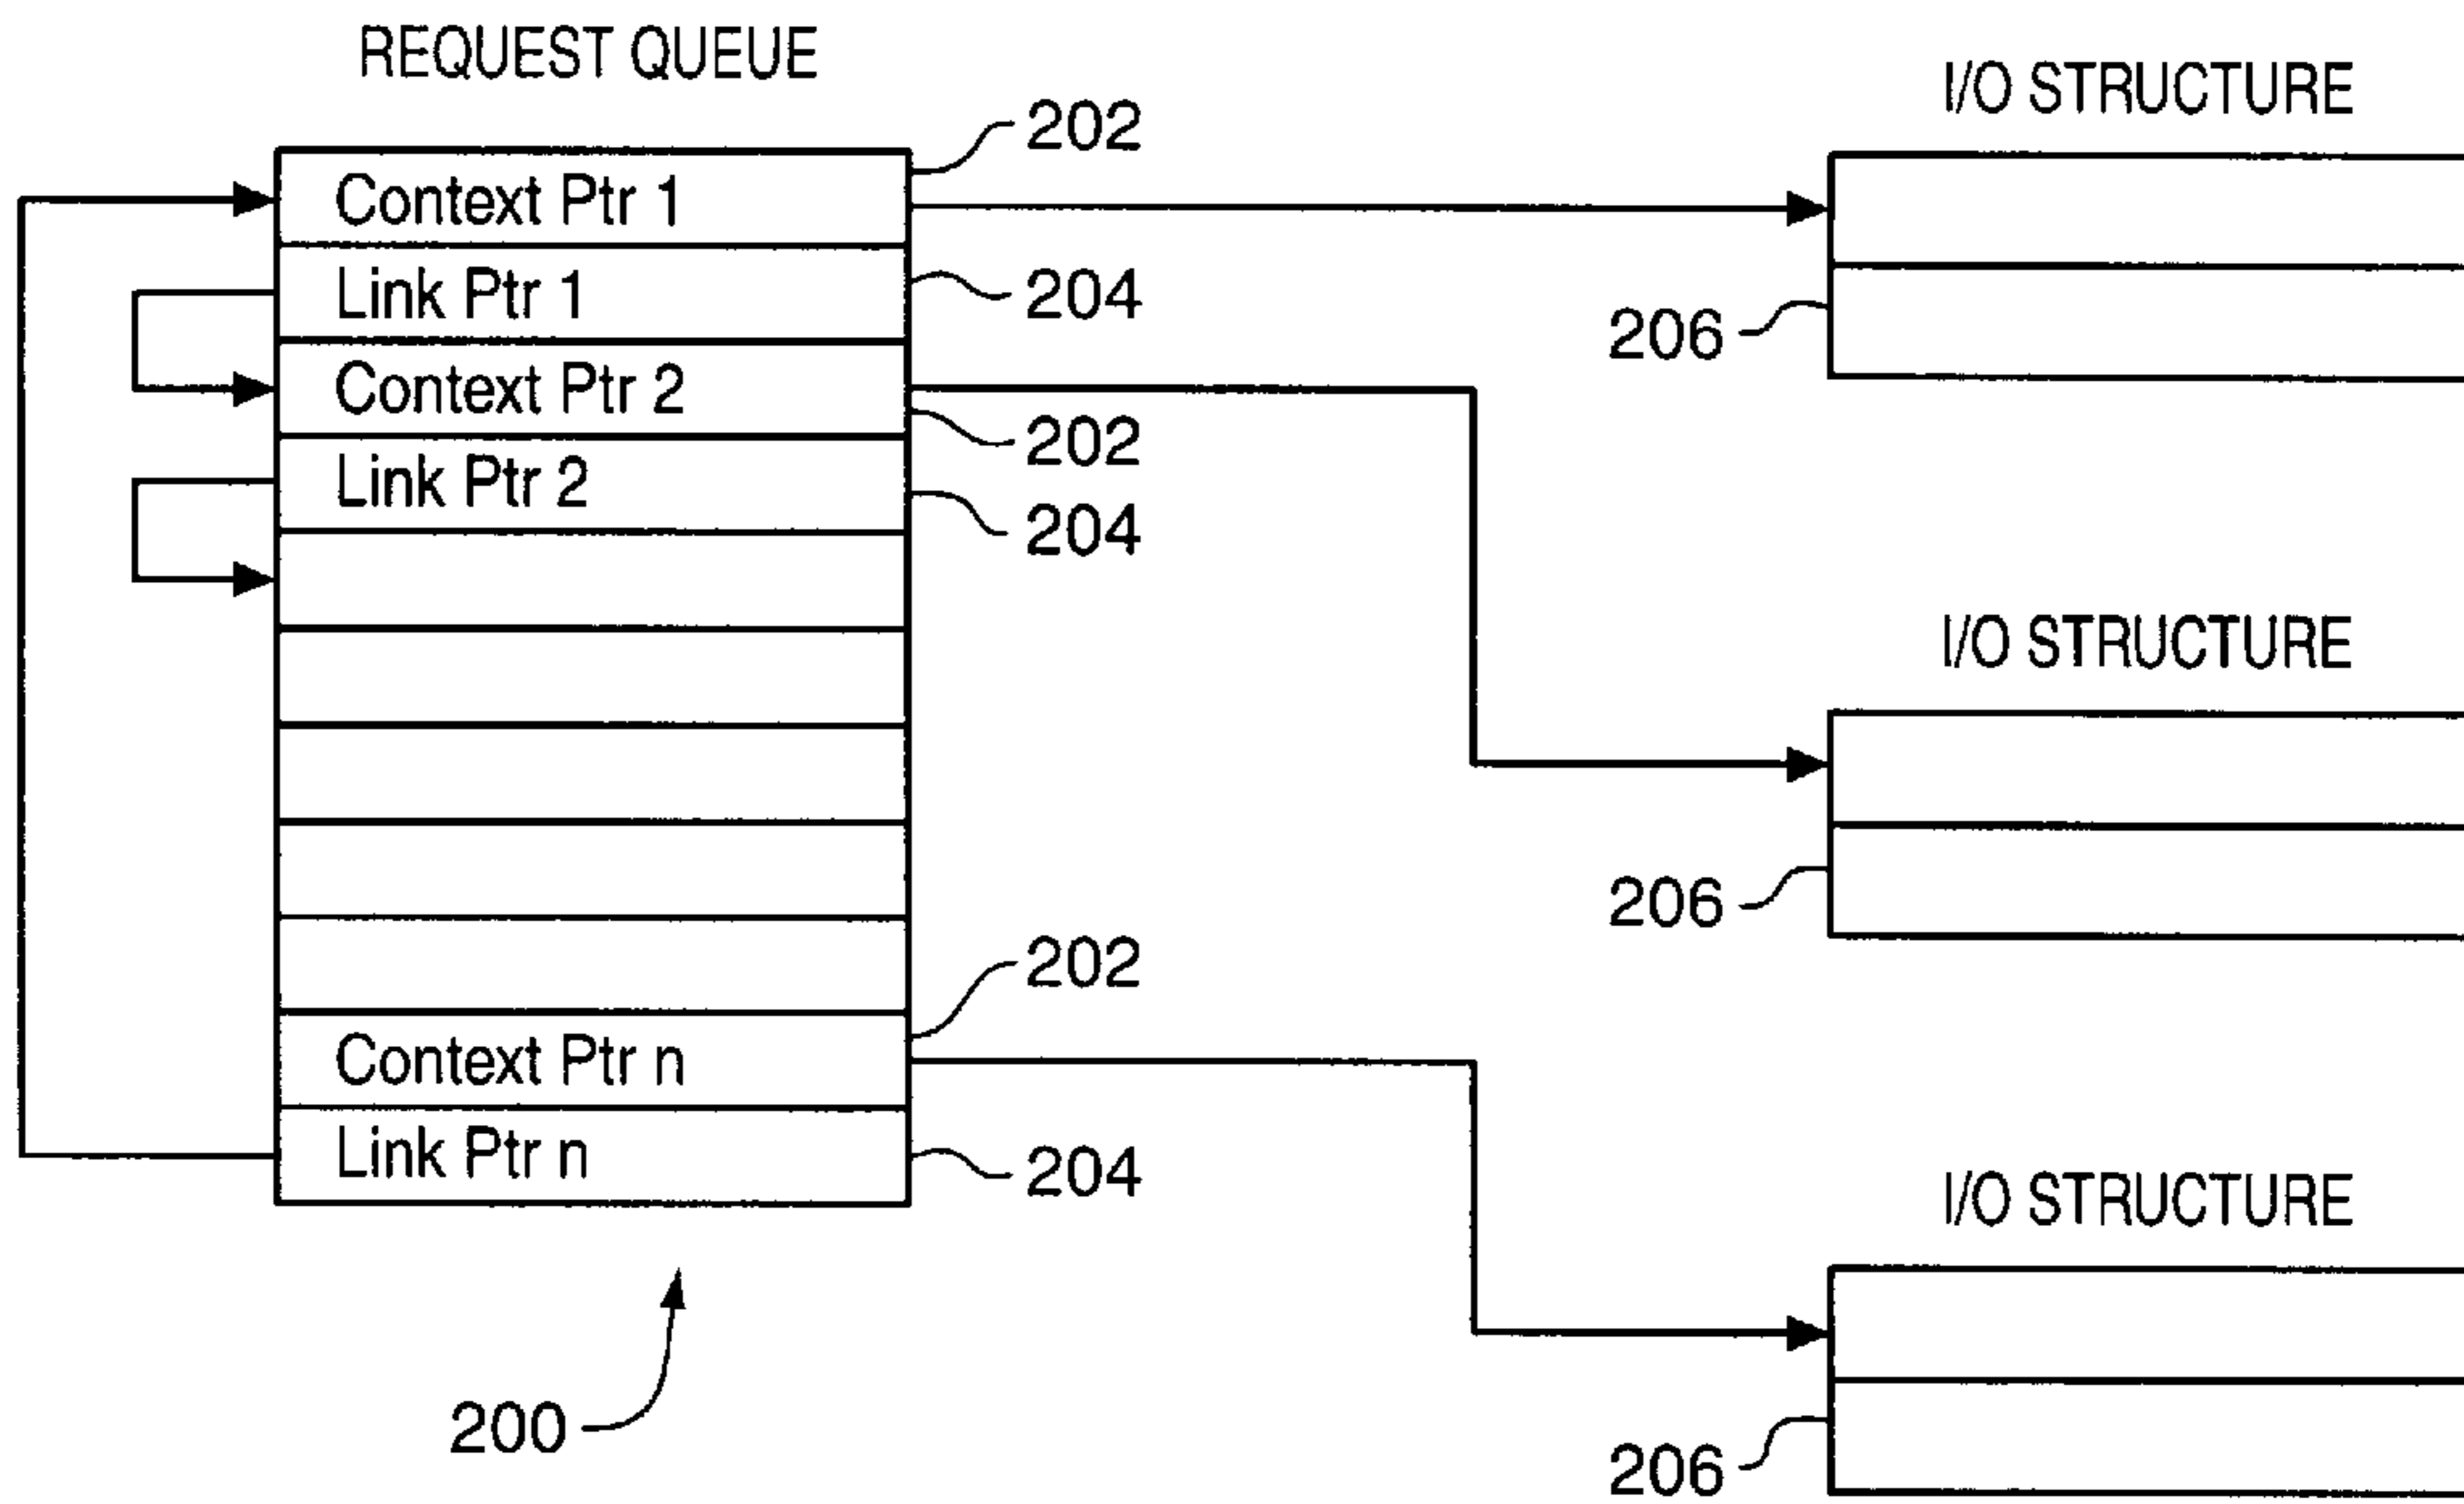 REQUEST QUEUE
I/O STRUCTURE
202
Context Ptr 1
Link Ptr 1
204
206
Context Ptr 2
202
Link Ptr 2
204
I/O STRUCTURE
206
202
Context Ptr n
Link Ptr n
204
I/O STRUCTURE
200
206